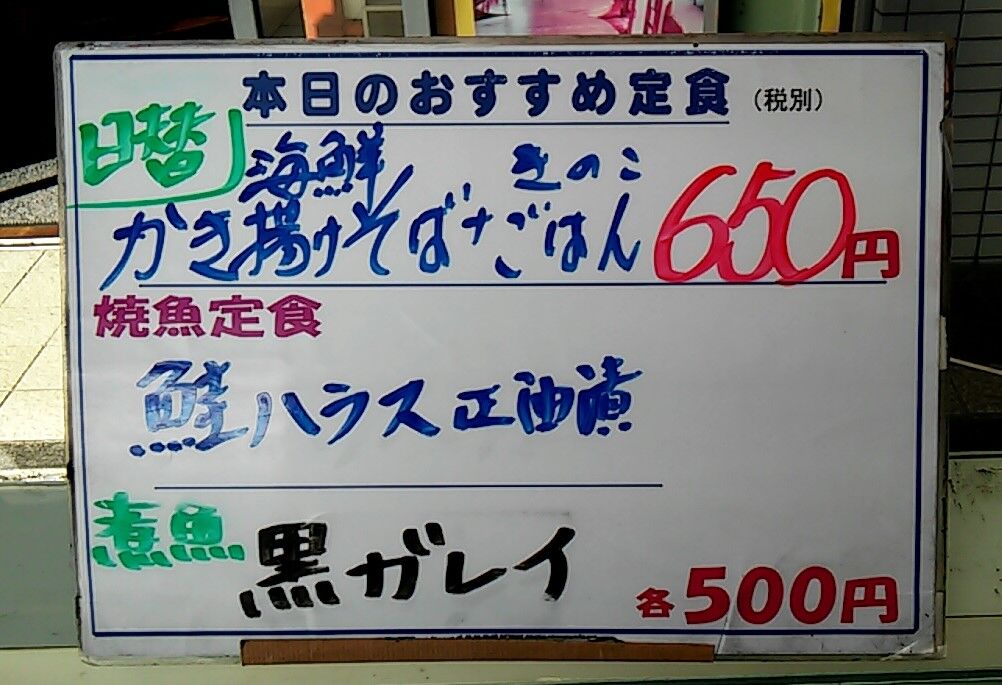 本日のおすすめ定食 (税別)
日替
海鮮 きのこ
かき揚げそば+ごはん 650円
焼魚定食
鮭ハラス正油漬
煮魚
黒ガレイ
各500円